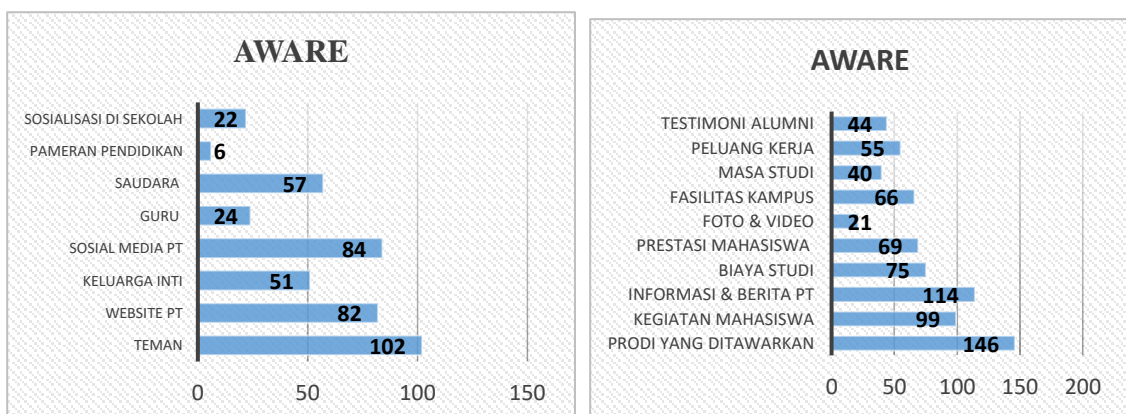 AWARE
SOSIALISASI DI SEKOLAH 22
PAMERAN PENDIDIKAN 6
SAUDARA 57
GURU 24
SOSIAL MEDIA PT 84
KELUARGA INTI 51
WEBSITE PT 82
TEMAN 102
0 50 100 150
AWARE
TESTIMONI ALUMNI 44
PELUANG KERJA 55
MASA STUDI 40
FASILITAS KAMPUS 66
FOTO & VIDEO 21
PRESTASI MAHASISWA 69
BIAYA STUDI 75
INFORMASI & BERITA PT 114
KEGIATAN MAHASISWA 99
PRODI YANG DITAWARKAN 146
0 50 100 150 200